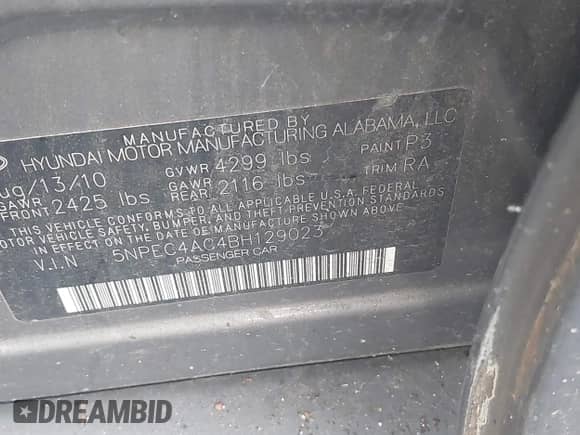 MANUFACTURED BY
HYUNDAI MOTOR MANUFACTURING ALABAMA, LLC
ug/13/10 GVWR 4299 lbs PAINT P3
GAWR FRONT 2425 lbs GAWR REAR 2116 lbs TRIM RA
THIS VEHICLE CONFORMS TO ALL APPLICABLE U.S.A. FEDERAL
MOTOR VEHICLE SAFETY, BUMPER, AND THEFT PREVENTION STANDARDS
IN EFFECT ON THE DATE OF MANUFACTURE SHOWN ABOVE.
V.I.N 5NPEC4AC4BH129023
PASSENGER CAR
DREAMBID